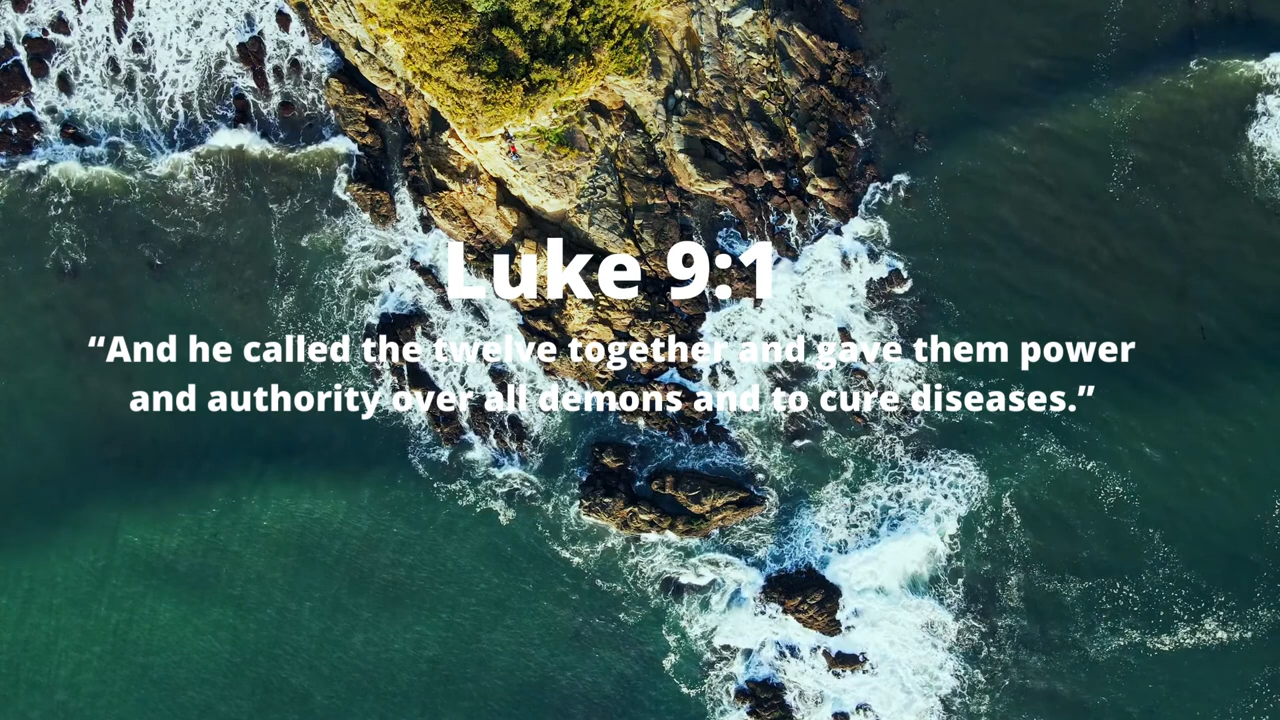 Luke 9:1
“And he called the twelve together and gave them power
and authority over all demons and to cure diseases.”